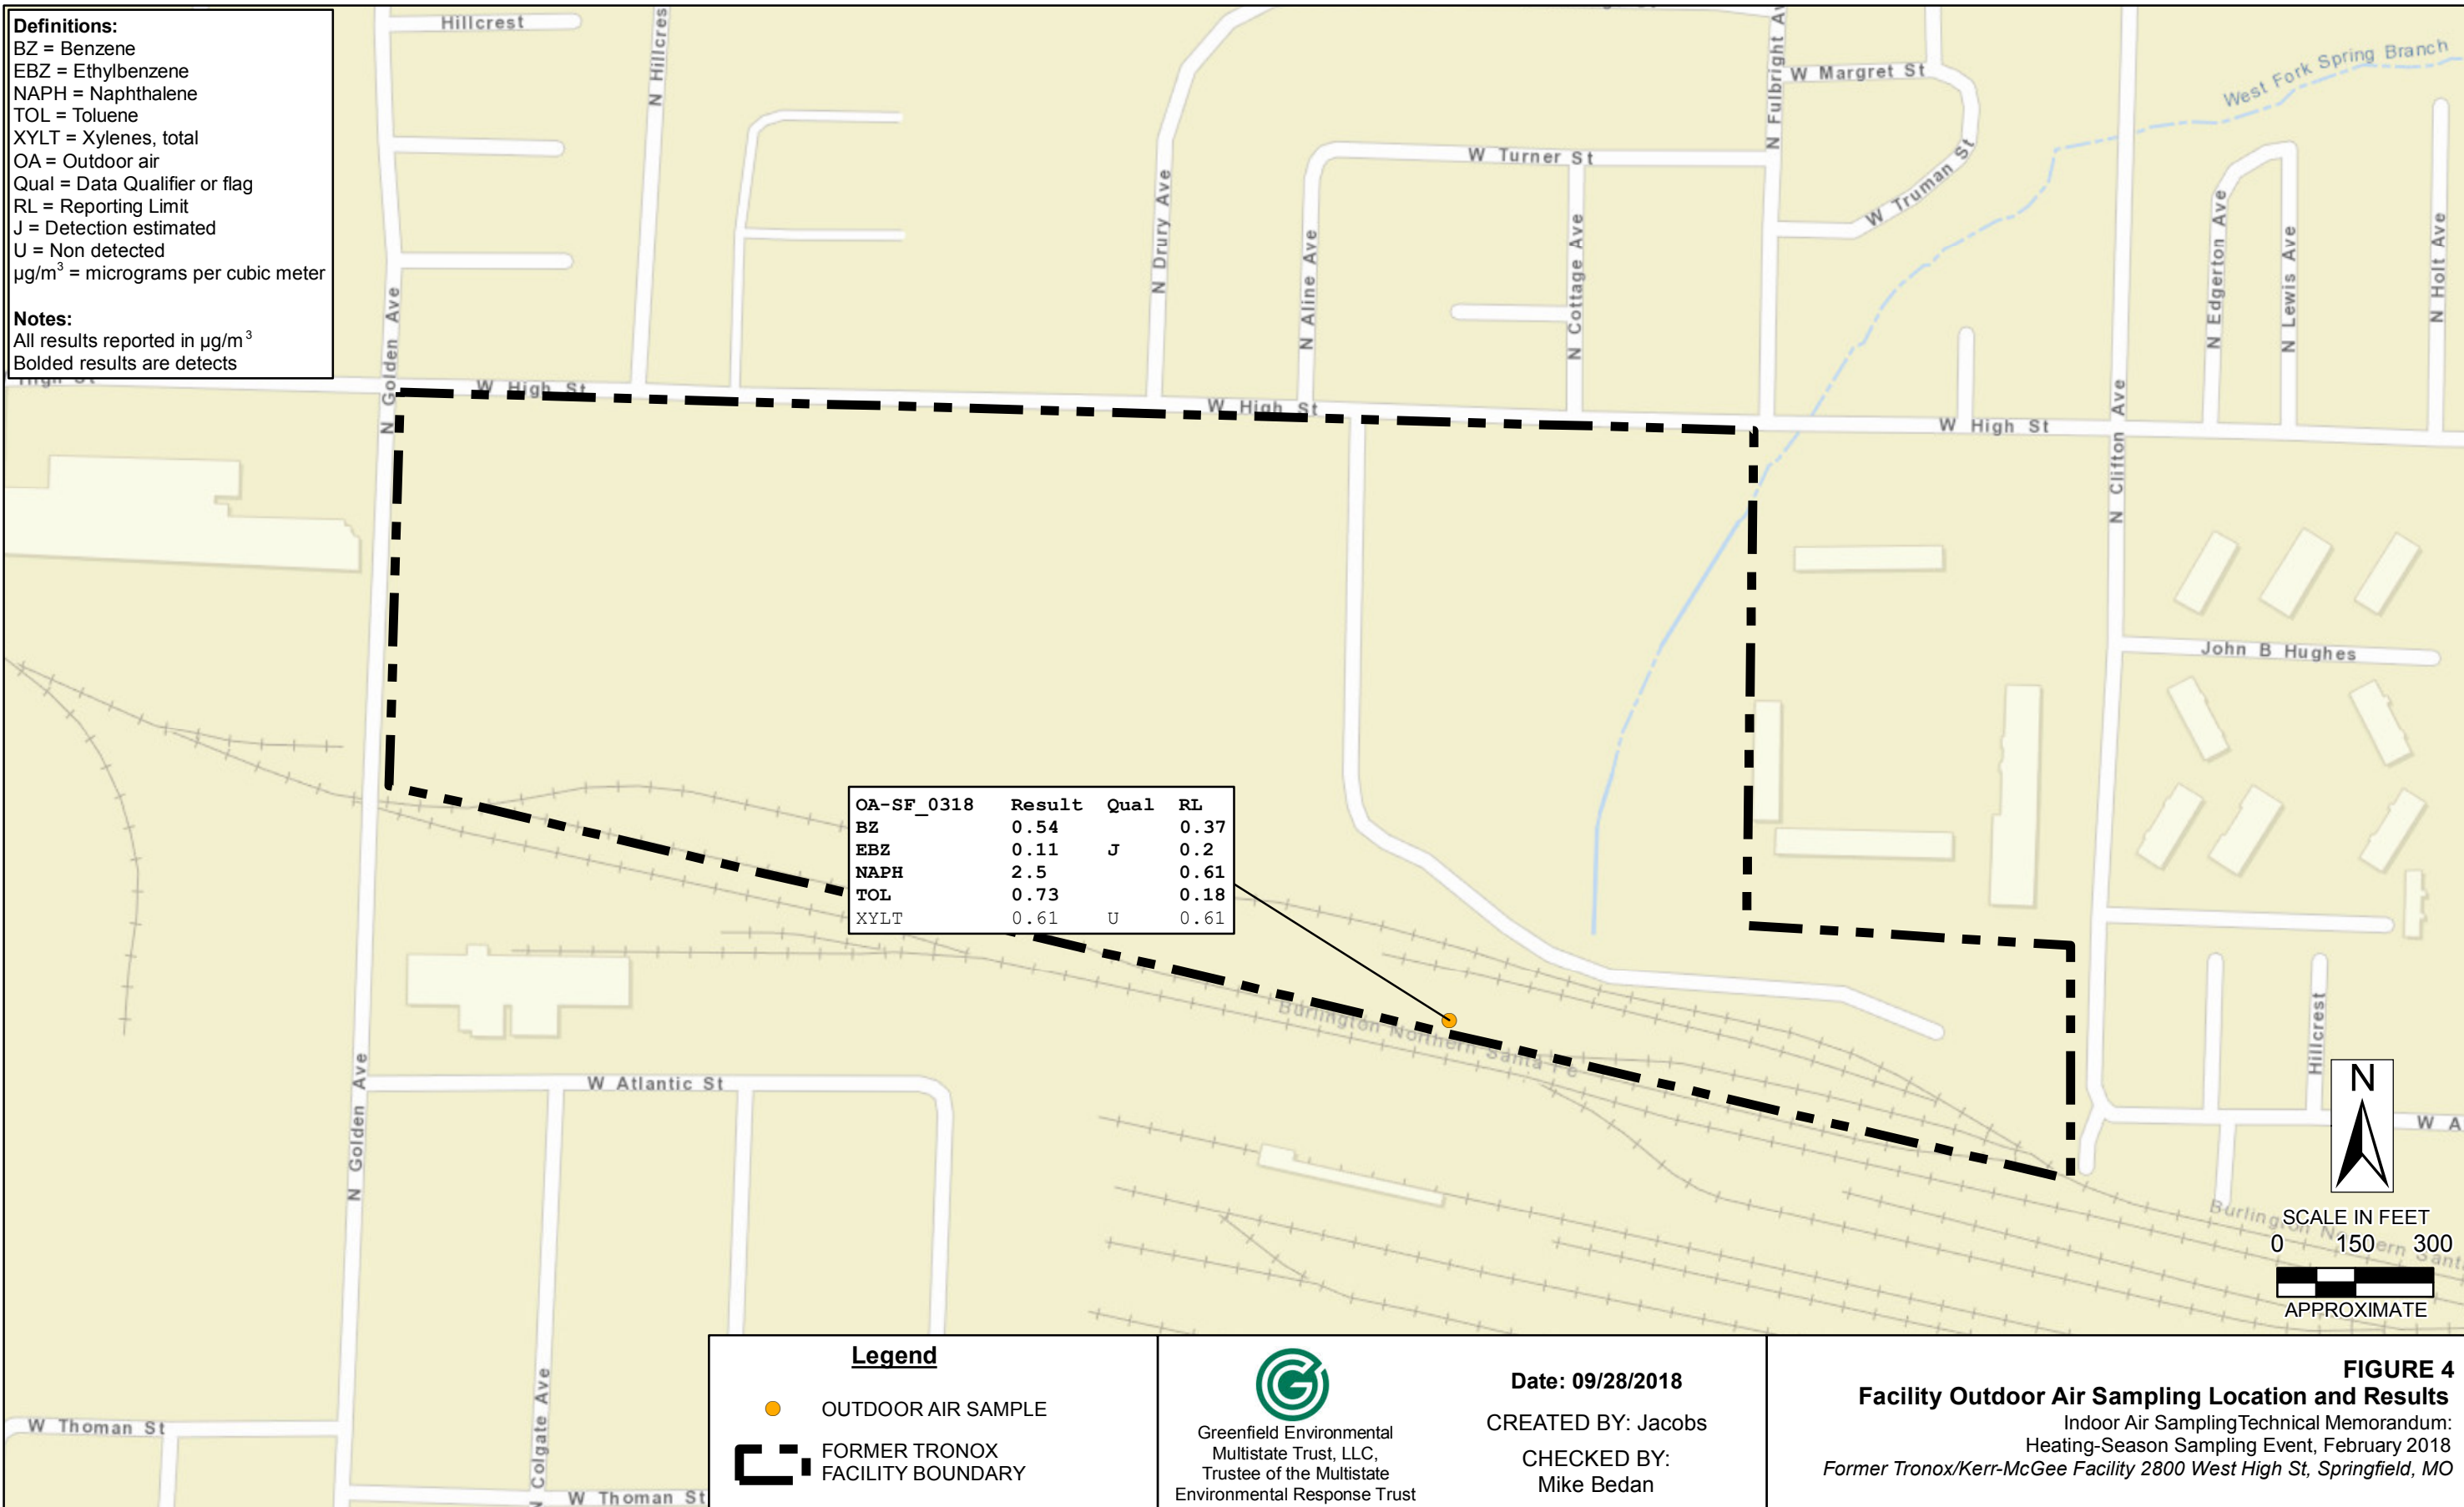 Definitions:
BZ = Benzene
EBZ = Ethylbenzene
NAPH = Naphthalene
TOL = Toluene
XYLT = Xylenes, total
OA = Outdoor air
Qual = Data Qualifier or flag
RL = Reporting Limit
J = Detection estimated
U = Non detected
µg/m³ = micrograms per cubic meter
Notes:
All results reported in µg/m³
Bolded results are detects
Hillcrest
N Hillcres
N Fulbright Av
W Margret St
West Fork Spring Branch
W Turner St
W Truman St
N Golden Ave
N Drury Ave
N Aline Ave
N Cottage Ave
N Edgerton Ave
N Lewis Ave
N Holt Ave
High St
W High St
W High St
W High St
N Clifton Ave
John B Hughes
OA-SF_0318 Result Qual RL
BZ 0.54 0.37
EBZ 0.11 J 0.2
NAPH 2.5 0.61
TOL 0.73 0.18
XYLT 0.61 U 0.61
Burlington Northern Santa Fe
Hillcrest
W Atlantic St
N Golden Ave
W A
N
Burlington Northern Santa
SCALE IN FEET
0 150 300
APPROXIMATE
W Thoman St
N Colgate Ave
W Thoman St
Legend
OUTDOOR AIR SAMPLE
FORMER TRONOX
FACILITY BOUNDARY
Greenfield Environmental
Multistate Trust, LLC,
Trustee of the Multistate
Environmental Response Trust
Date: 09/28/2018
CREATED BY: Jacobs
CHECKED BY:
Mike Bedan
FIGURE 4
Facility Outdoor Air Sampling Location and Results
Indoor Air SamplingTechnical Memorandum:
Heating-Season Sampling Event, February 2018
Former Tronox/Kerr-McGee Facility 2800 West High St, Springfield, MO